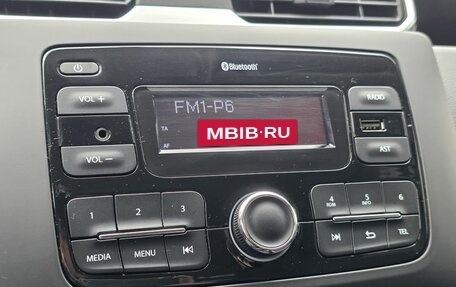 Bluetooth
VOL +
RADIO
FM1-P6
TA
MBIB·RU
AF
VOL −
AST
1 2 3
4 RDM 5 INFO 6
MEDIA MENU
TEL